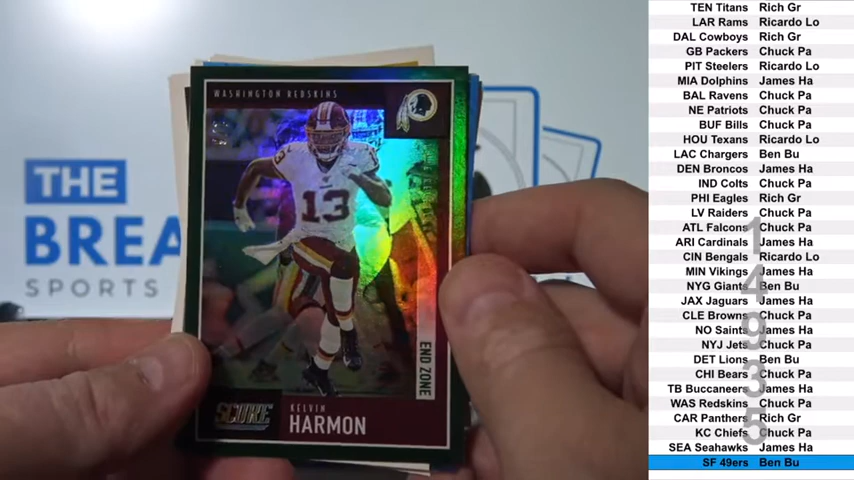 WASHINGTON REDSKINS
END ZONE
SCORE
KELVIN
HARMON
THE
BREA
SPORTS
TEN Titans Rich Gr
LAR Rams Ricardo Lo
DAL Cowboys Rich Gr
GB Packers Chuck Pa
PIT Steelers Ricardo Lo
MIA Dolphins James Ha
BAL Ravens Chuck Pa
NE Patriots Chuck Pa
BUF Bills Chuck Pa
HOU Texans Ricardo Lo
LAC Chargers Ben Bu
DEN Broncos James Ha
IND Colts Chuck Pa
PHI Eagles Rich Gr
LV Raiders Chuck Pa
ATL Falcons Chuck Pa
ARI Cardinals James Ha
CIN Bengals Ricardo Lo
MIN Vikings James Ha
NYG Giants Ben Bu
JAX Jaguars James Ha
CLE Browns Chuck Pa
NO Saints James Ha
NYJ Jets Chuck Pa
DET Lions Ben Bu
CHI Bears Chuck Pa
TB Buccaneers James Ha
WAS Redskins Chuck Pa
CAR Panthers Rich Gr
KC Chiefs Chuck Pa
SEA Seahawks James Ha
SF 49ers Ben Bu
1
4
9
3
5
13
13